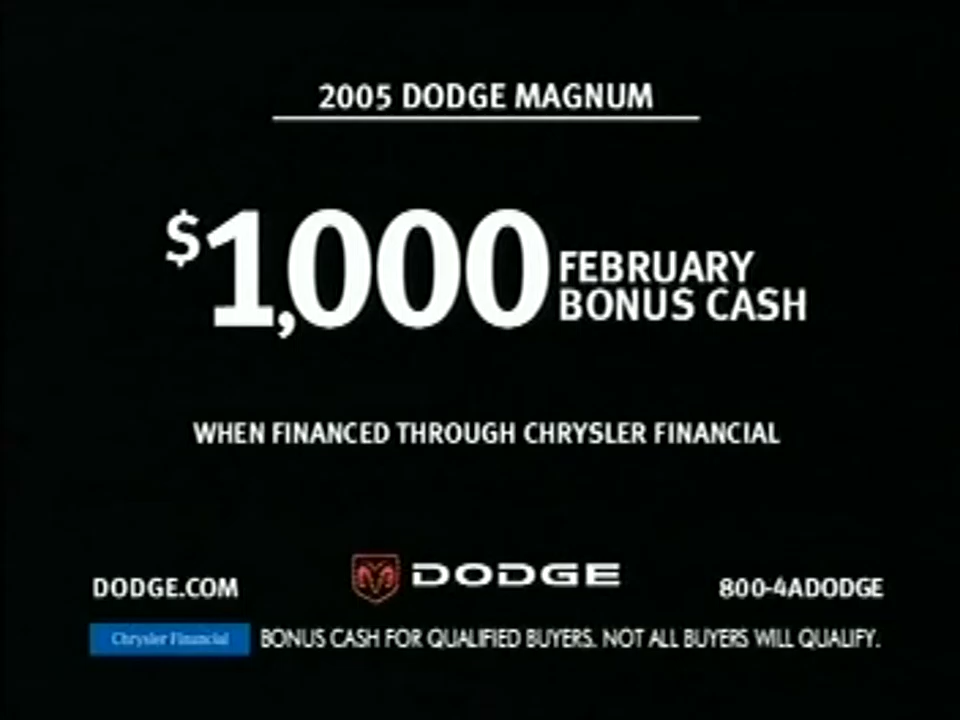 2005 DODGE MAGNUM
$1,000 FEBRUARY
BONUS CASH
WHEN FINANCED THROUGH CHRYSLER FINANCIAL
DODGE.COM DODGE 800-4ADODGE
Chrysler Financial BONUS CASH FOR QUALIFIED BUYERS. NOT ALL BUYERS WILL QUALIFY.